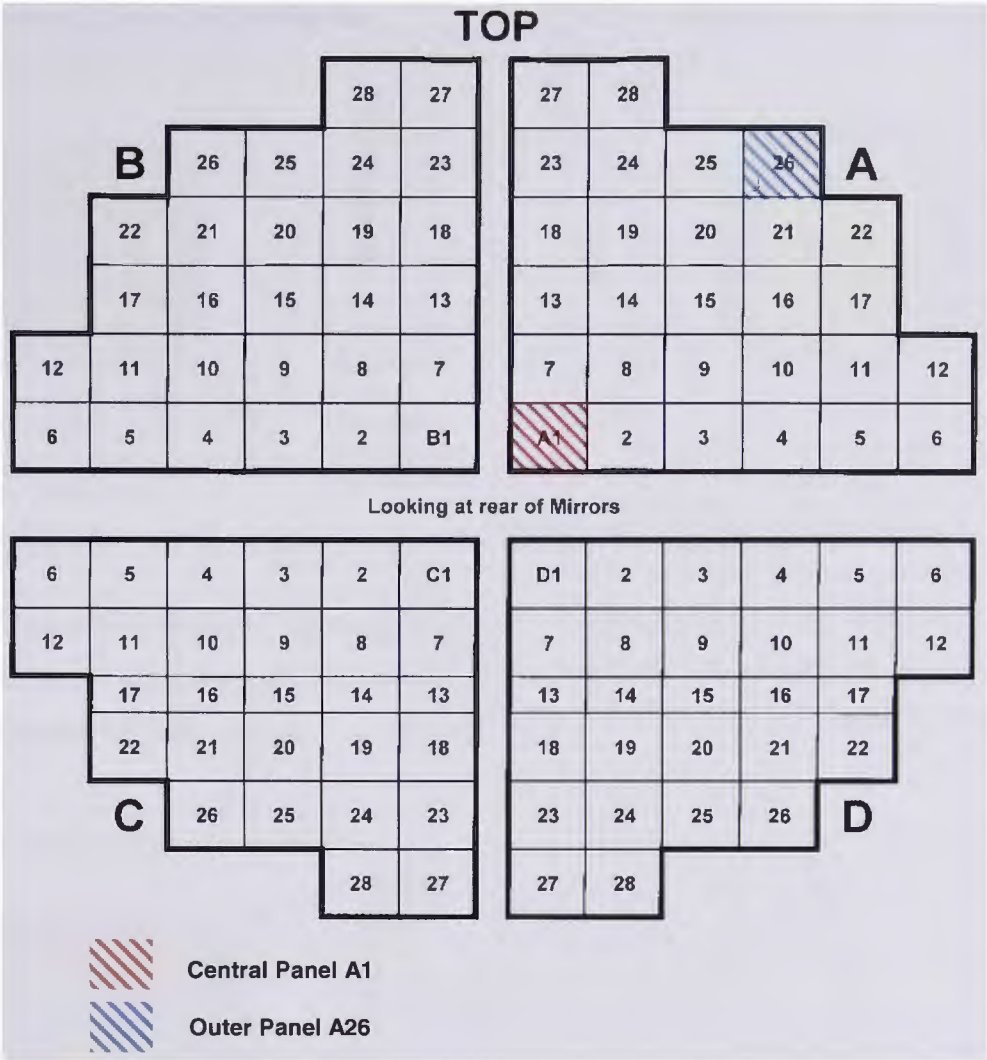 TOP
28 27 27 28
B 26 25 24 23 23 24 25 26 A
22 21 20 19 18 18 19 20 21 22
17 16 15 14 13 13 14 15 16 17
12 11 10 9 8 7 7 8 9 10 11 12
6 5 4 3 2 B1 A1 2 3 4 5 6
Looking at rear of Mirrors
6 5 4 3 2 C1 D1 2 3 4 5 6
12 11 10 9 8 7 7 8 9 10 11 12
17 16 15 14 13 13 14 15 16 17
22 21 20 19 18 18 19 20 21 22
C 26 25 24 23 23 24 25 26 D
28 27 27 28
Central Panel A1
Outer Panel A26